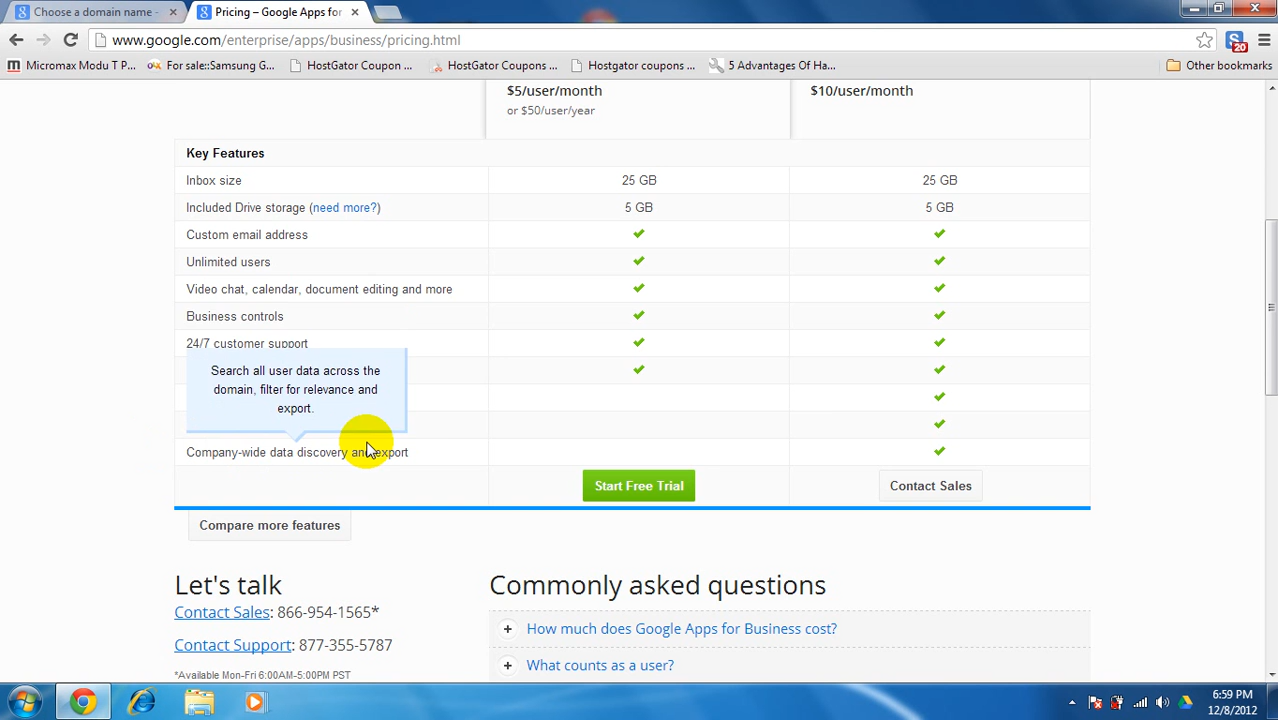 Choose a domain name -
Pricing – Google Apps for
www.google.com/enterprise/apps/business/pricing.html
20
Micromax Modu T P...
For sale::Samsung G...
HostGator Coupon ...
HostGator Coupons ...
Hostgator coupons ...
5 Advantages Of Ha...
Other bookmarks
$5/user/month
$10/user/month
or $50/user/year
Key Features
Inbox size
25 GB
25 GB
Included Drive storage (need more?)
5 GB
5 GB
Custom email address
Unlimited users
Video chat, calendar, document editing and more
Business controls
24/7 customer support
Search all user data across the
domain, filter for relevance and
export.
Company-wide data discovery and export
Start Free Trial
Contact Sales
Compare more features
Let's talk
Contact Sales: 866-954-1565*
Contact Support: 877-355-5787
*Available Mon-Fri 6:00AM-5:00PM PST
Commonly asked questions
How much does Google Apps for Business cost?
What counts as a user?
6:59 PM
12/8/2012